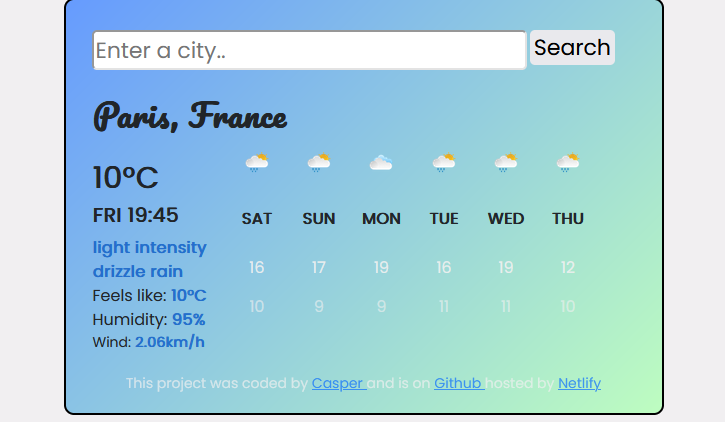 Enter a city..
Search
Paris, France
10°C
FRI 19:45
light intensity
drizzle rain
Feels like: 10°C
Humidity: 95%
Wind: 2.06km/h
SAT SUN MON TUE WED THU
16 17 19 16 19 12
10 9 9 11 11 10
This project was coded by Casper and is on Github hosted by Netlify